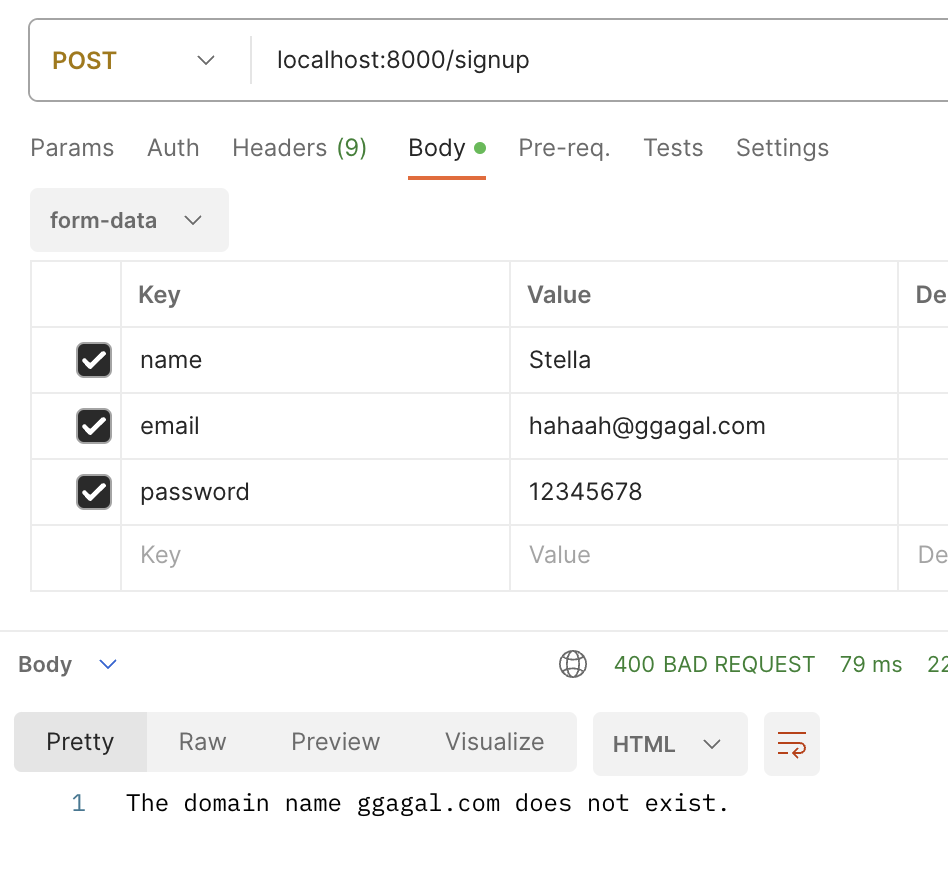 POST localhost:8000/signup
Params Auth Headers (9) Body Pre-req. Tests Settings
form-data
Key Value De
name Stella
email hahaah@ggagal.com
password 12345678
Key Value De
Body 400 BAD REQUEST 79 ms 22
Pretty Raw Preview Visualize HTML
1 The domain name ggagal.com does not exist.